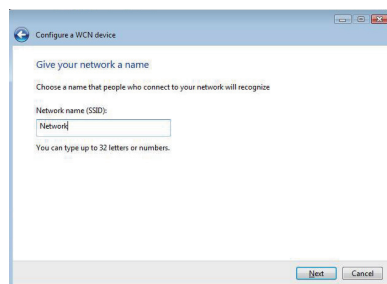 Configure a WCN device
Give your network a name
Choose a name that people who connect to your network will recognize
Network name (SSID):
Network
You can type up to 32 letters or numbers.
Next
Cancel